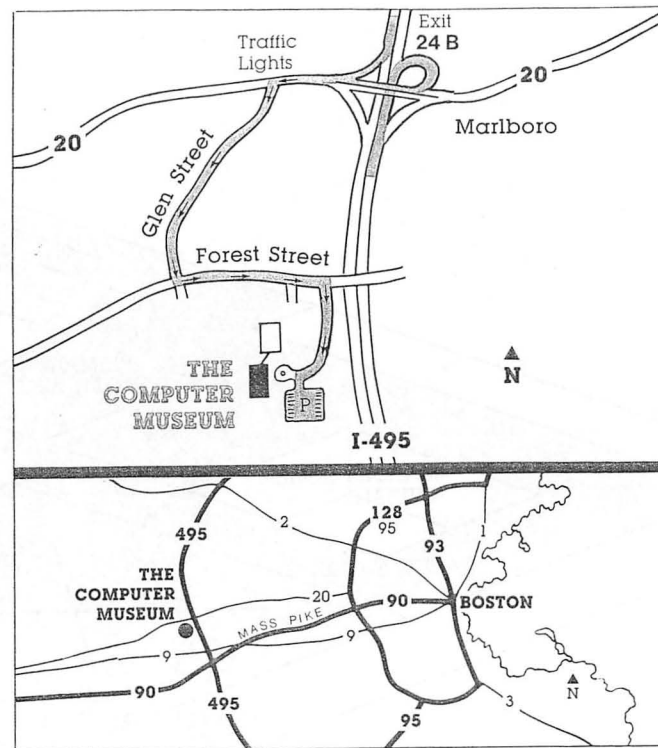 Exit
24 B
Traffic
Lights
20
20
Marlboro
Glen Street
Forest Street
THE
COMPUTER
MUSEUM
P
N
I-495
2
128
95
1
495
93
THE
COMPUTER
MUSEUM
20
MASS PIKE
90
BOSTON
9
9
90
495
95
3
N